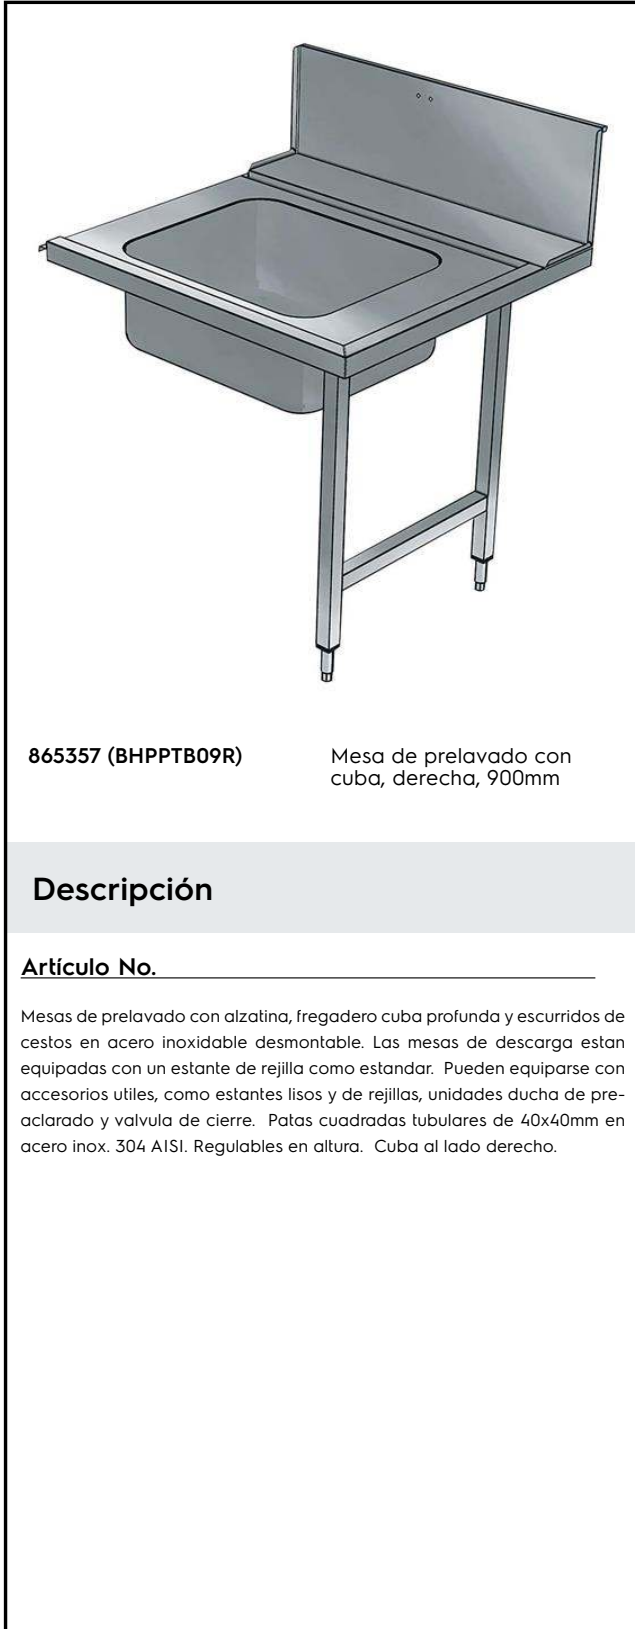 865357 (BHPPTB09R)
Mesa de prelavado con
cuba, derecha, 900mm
Descripción
Artículo No.
Mesas de prelavado con alzatina, fregadero cuba profunda y escurridos de
cestos en acero inoxidable desmontable. Las mesas de descarga estan
equipadas con un estante de rejilla como estandar. Pueden equiparse con
accesorios utiles, como estantes lisos y de rejillas, unidades ducha de pre-
aclarado y valvula de cierre. Patas cuadradas tubulares de 40x40mm en
acero inox. 304 AISI. Regulables en altura. Cuba al lado derecho.